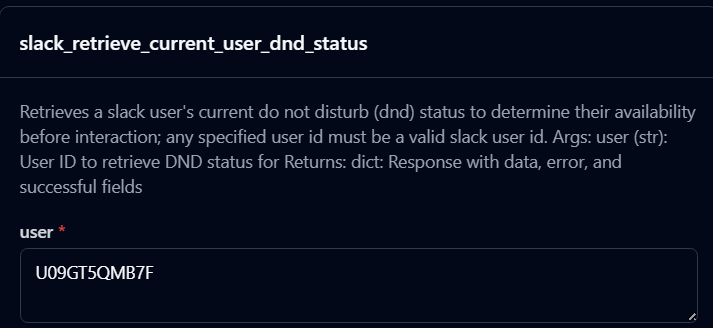 slack_retrieve_current_user_dnd_status
Retrieves a slack user's current do not disturb (dnd) status to determine their availability
before interaction; any specified user id must be a valid slack user id. Args: user (str):
User ID to retrieve DND status for Returns: dict: Response with data, error, and
successful fields
user *
U09GT5QMB7F